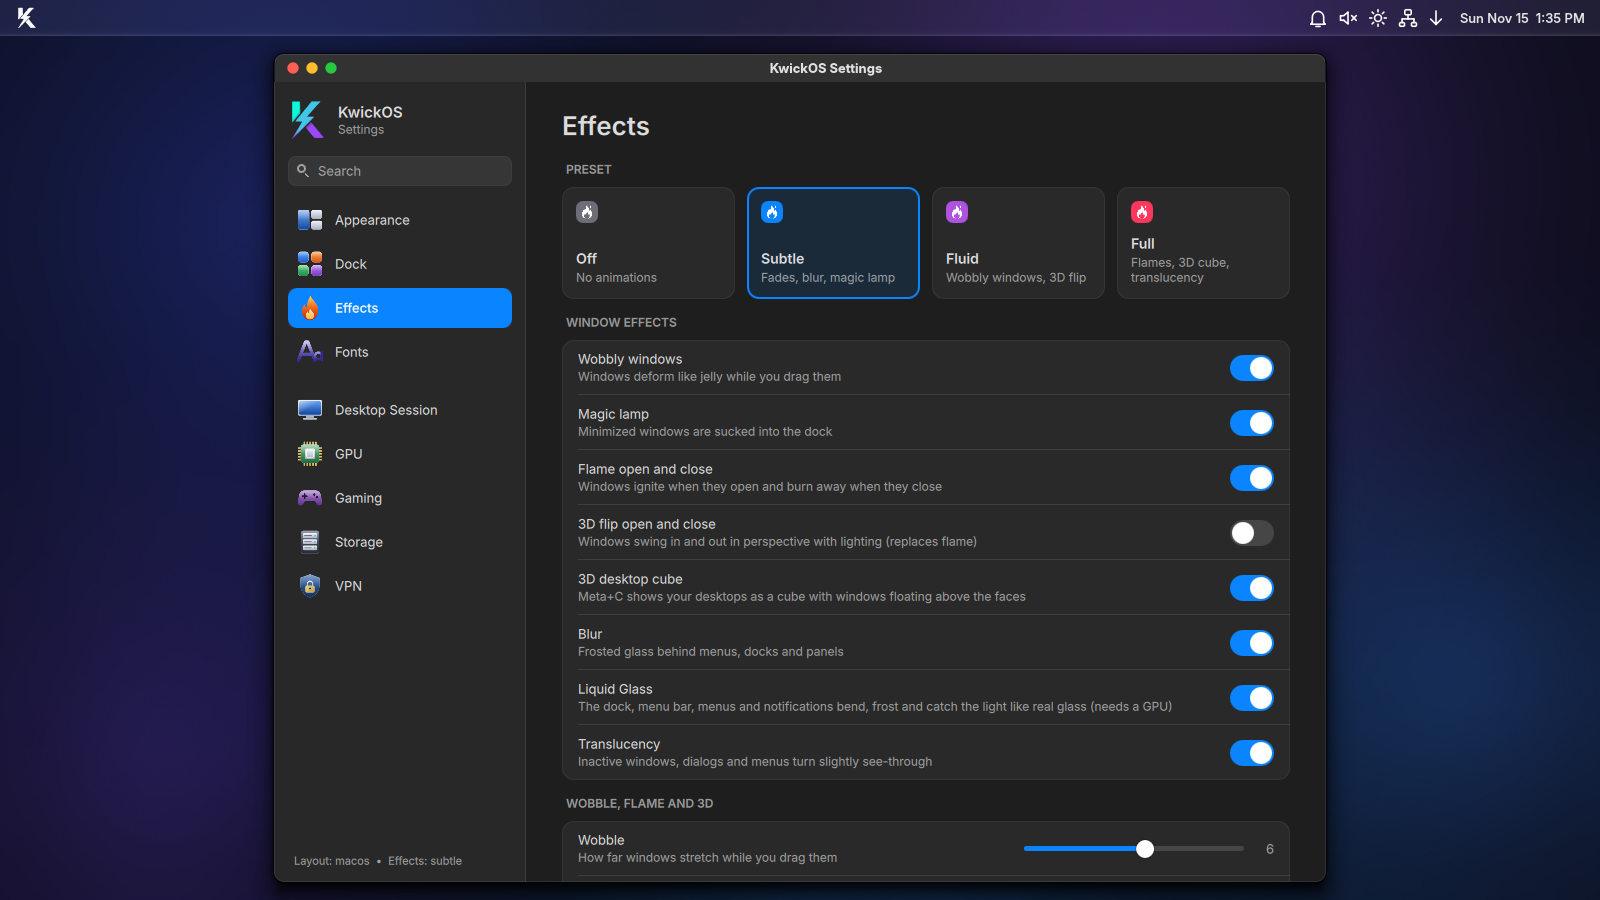 Sun Nov 15 1:35 PM
KwickOS Settings
KwickOS
Settings
Search
Appearance
Dock
Effects
Fonts
Desktop Session
GPU
Gaming
Storage
VPN
Layout: macos • Effects: subtle
Effects
PRESET
Off
No animations
Subtle
Fades, blur, magic lamp
Fluid
Wobbly windows, 3D flip
Full
Flames, 3D cube,
translucency
WINDOW EFFECTS
Wobbly windows
Windows deform like jelly while you drag them
Magic lamp
Minimized windows are sucked into the dock
Flame open and close
Windows ignite when they open and burn away when they close
3D flip open and close
Windows swing in and out in perspective with lighting (replaces flame)
3D desktop cube
Meta+C shows your desktops as a cube with windows floating above the faces
Blur
Frosted glass behind menus, docks and panels
Liquid Glass
The dock, menu bar, menus and notifications bend, frost and catch the light like real glass (needs a GPU)
Translucency
Inactive windows, dialogs and menus turn slightly see-through
WOBBLE, FLAME AND 3D
Wobble
How far windows stretch while you drag them
6